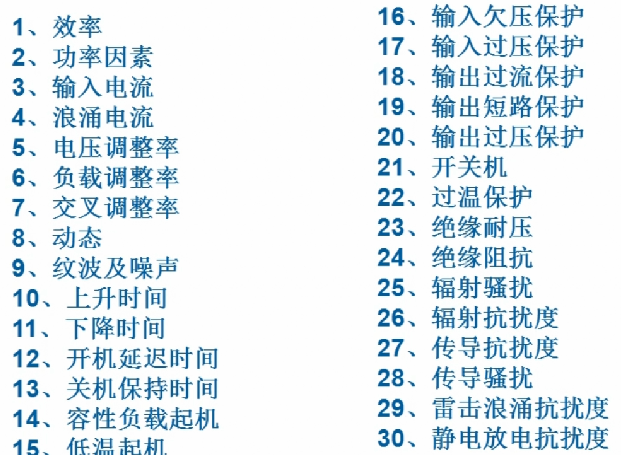 1、效率
2、功率因素
3、输入电流
4、浪涌电流
5、电压调整率
6、负载调整率
7、交叉调整率
8、动态
9、纹波及噪声
10、上升时间
11、下降时间
12、开机延迟时间
13、关机保持时间
14、容性负载起机
15、低温起机
16、输入欠压保护
17、输入过压保护
18、输出过流保护
19、输出短路保护
20、输出过压保护
21、开关机
22、过温保护
23、绝缘耐压
24、绝缘阻抗
25、辐射骚扰
26、辐射抗扰度
27、传导抗扰度
28、传导骚扰
29、雷击浪涌抗扰度
30、静电放电抗扰度